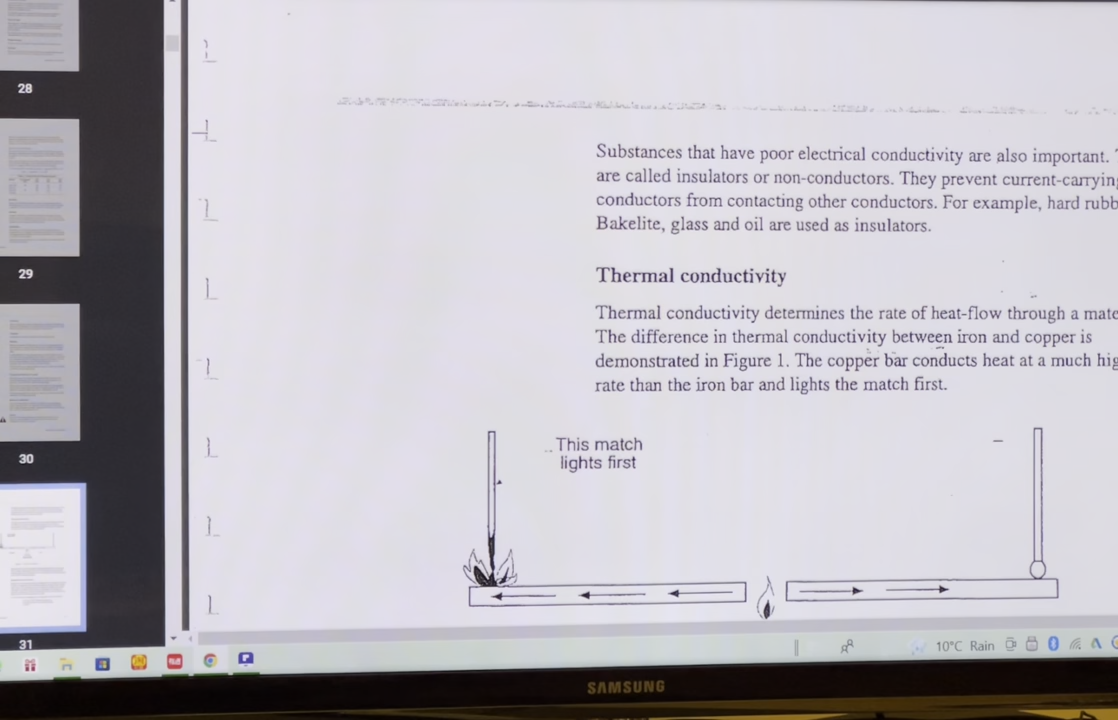 28
29
30
31
Substances that have poor electrical conductivity are also important.
are called insulators or non-conductors. They prevent current-carrying
conductors from contacting other conductors. For example, hard rubb
Bakelite, glass and oil are used as insulators.
Thermal conductivity
Thermal conductivity determines the rate of heat-flow through a mate
The difference in thermal conductivity between iron and copper is
demonstrated in Figure 1. The copper bar conducts heat at a much hig
rate than the iron bar and lights the match first.
This match
lights first
10°C Rain
SAMSUNG